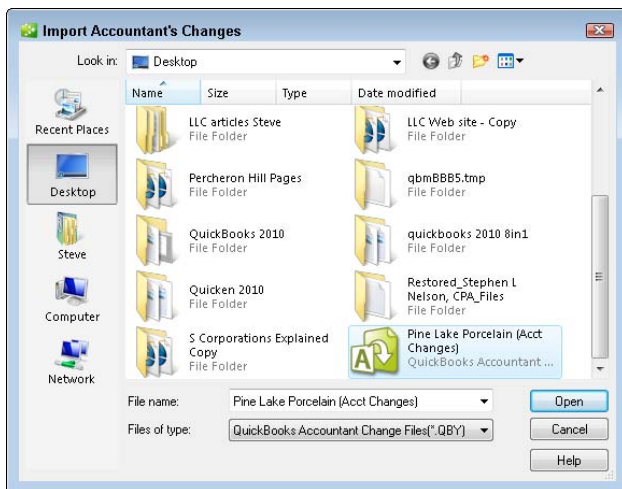 Import Accountant's Changes
Look in:
Desktop
Name
Size
Type
Date modified
Recent Places
Desktop
Steve
Computer
Network
LLC articles Steve
File Folder
LLC Web site - Copy
File Folder
Percheron Hill Pages
File Folder
qbmBBB5.tmp
File Folder
QuickBooks 2010
File Folder
quickbooks 2010 8in1
File Folder
Quicken 2010
File Folder
Restored_Stephen L
Nelson, CPA_Files
File Folder
S Corporations Explained
Copy
File Folder
A
Pine Lake Porcelain (Acct
Changes)
QuickBooks Accountant ...
File name:
Pine Lake Porcelain (Acct Changes)
Open
Files of type:
QuickBooks Accountant Change Files(*.QBY)
Cancel
Help